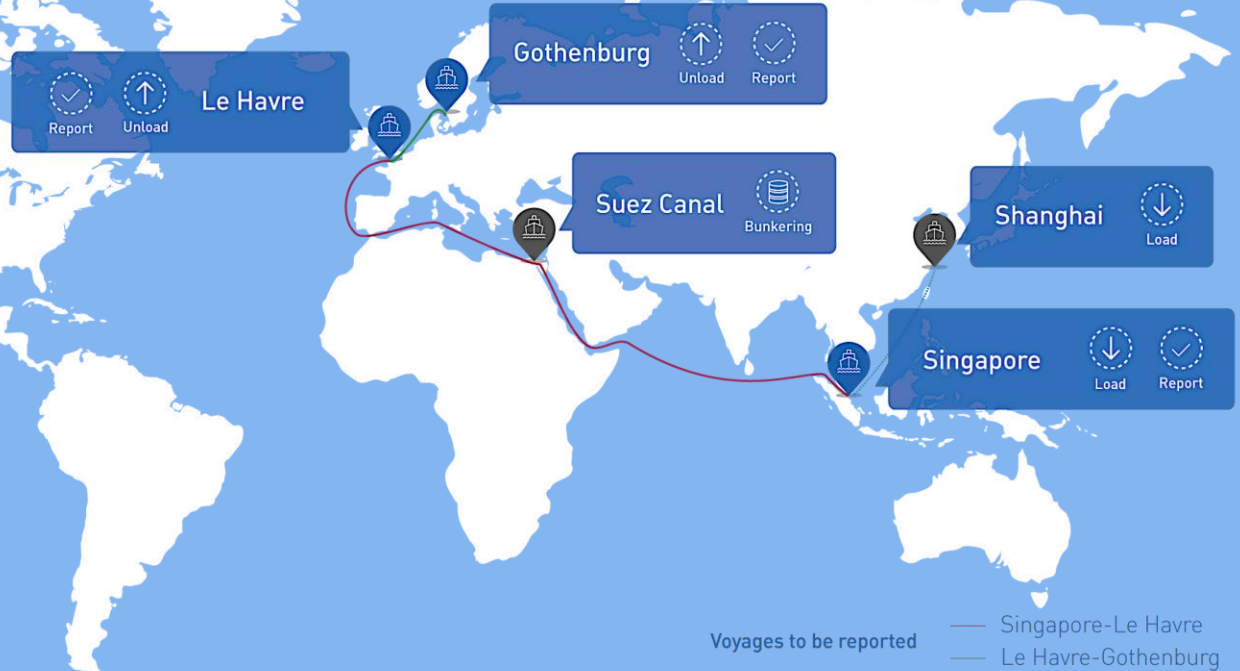 Gothenburg
Unload
Report
Le Havre
Report
Unload
Suez Canal
Bunkering
Shanghai
Load
Singapore
Load
Report
Voyages to be reported
Singapore-Le Havre
Le Havre-Gothenburg